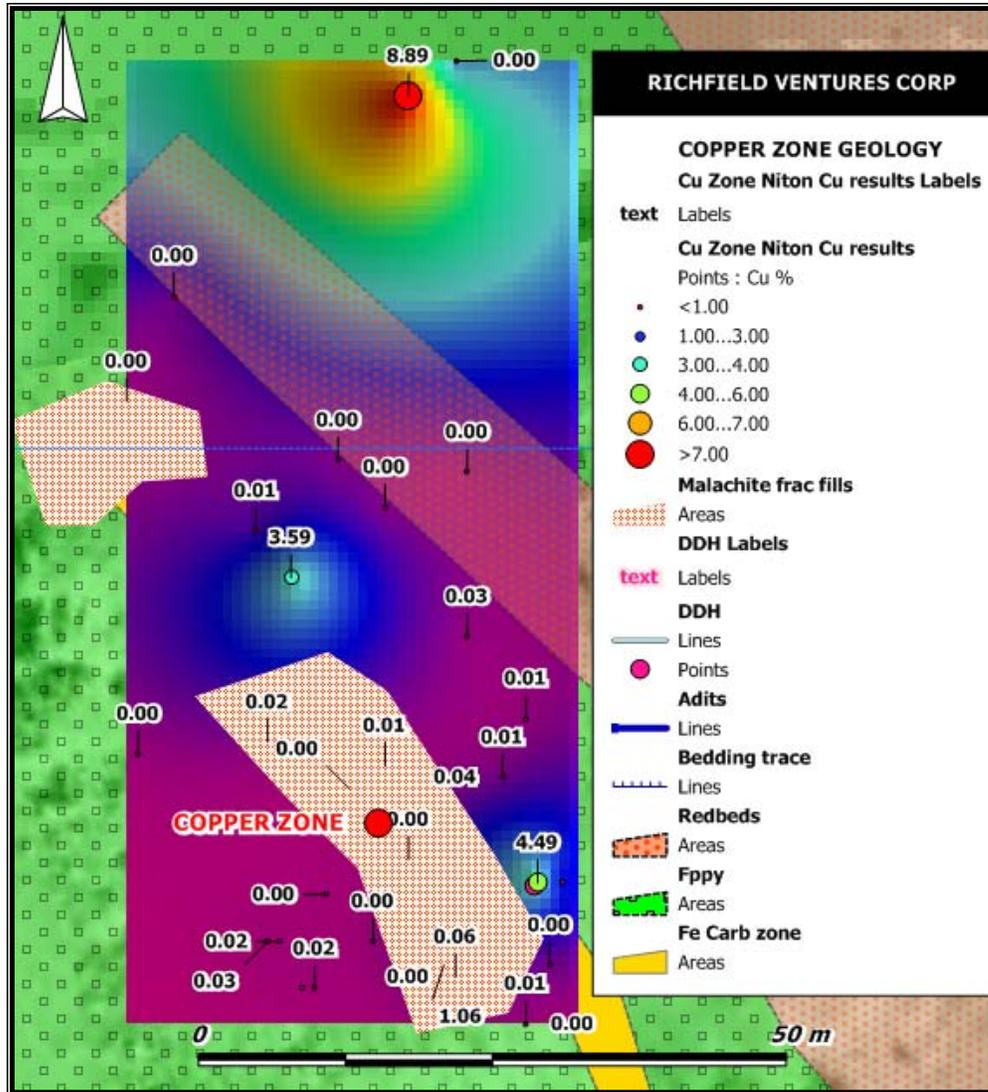 8.89
0.00
RICHFIELD VENTURES CORP
COPPER ZONE GEOLOGY
Cu Zone Niton Cu results Labels
text Labels
Cu Zone Niton Cu results
Points : Cu %
<1.00
1.00...3.00
3.00...4.00
4.00...6.00
6.00...7.00
>7.00
Malachite frac fills
Areas
DDH Labels
text Labels
DDH
Lines
Points
Adits
Lines
Bedding trace
Lines
Redbeds
Areas
Fppy
Areas
Fe Carb zone
Areas
0.00
0.00
0.00
0.00
0.00
0.01
3.59
0.03
0.01
0.02
0.00
0.01
0.00
0.01
0.04
COPPER ZONE
0.00
4.49
0.00
0.00
0.00
0.02
0.02
0.06
0.03
0.00
0.01
1.06
0.00
0
50 m